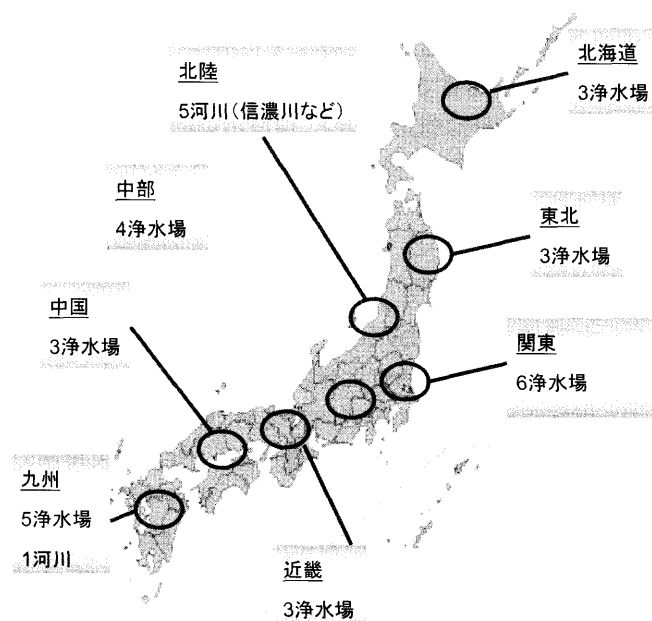 北海道
3浄水場
北陸
5河川(信濃川など)
中部
4浄水場
東北
3浄水場
中国
3浄水場
関東
6浄水場
九州
5浄水場
1河川
近畿
3浄水場